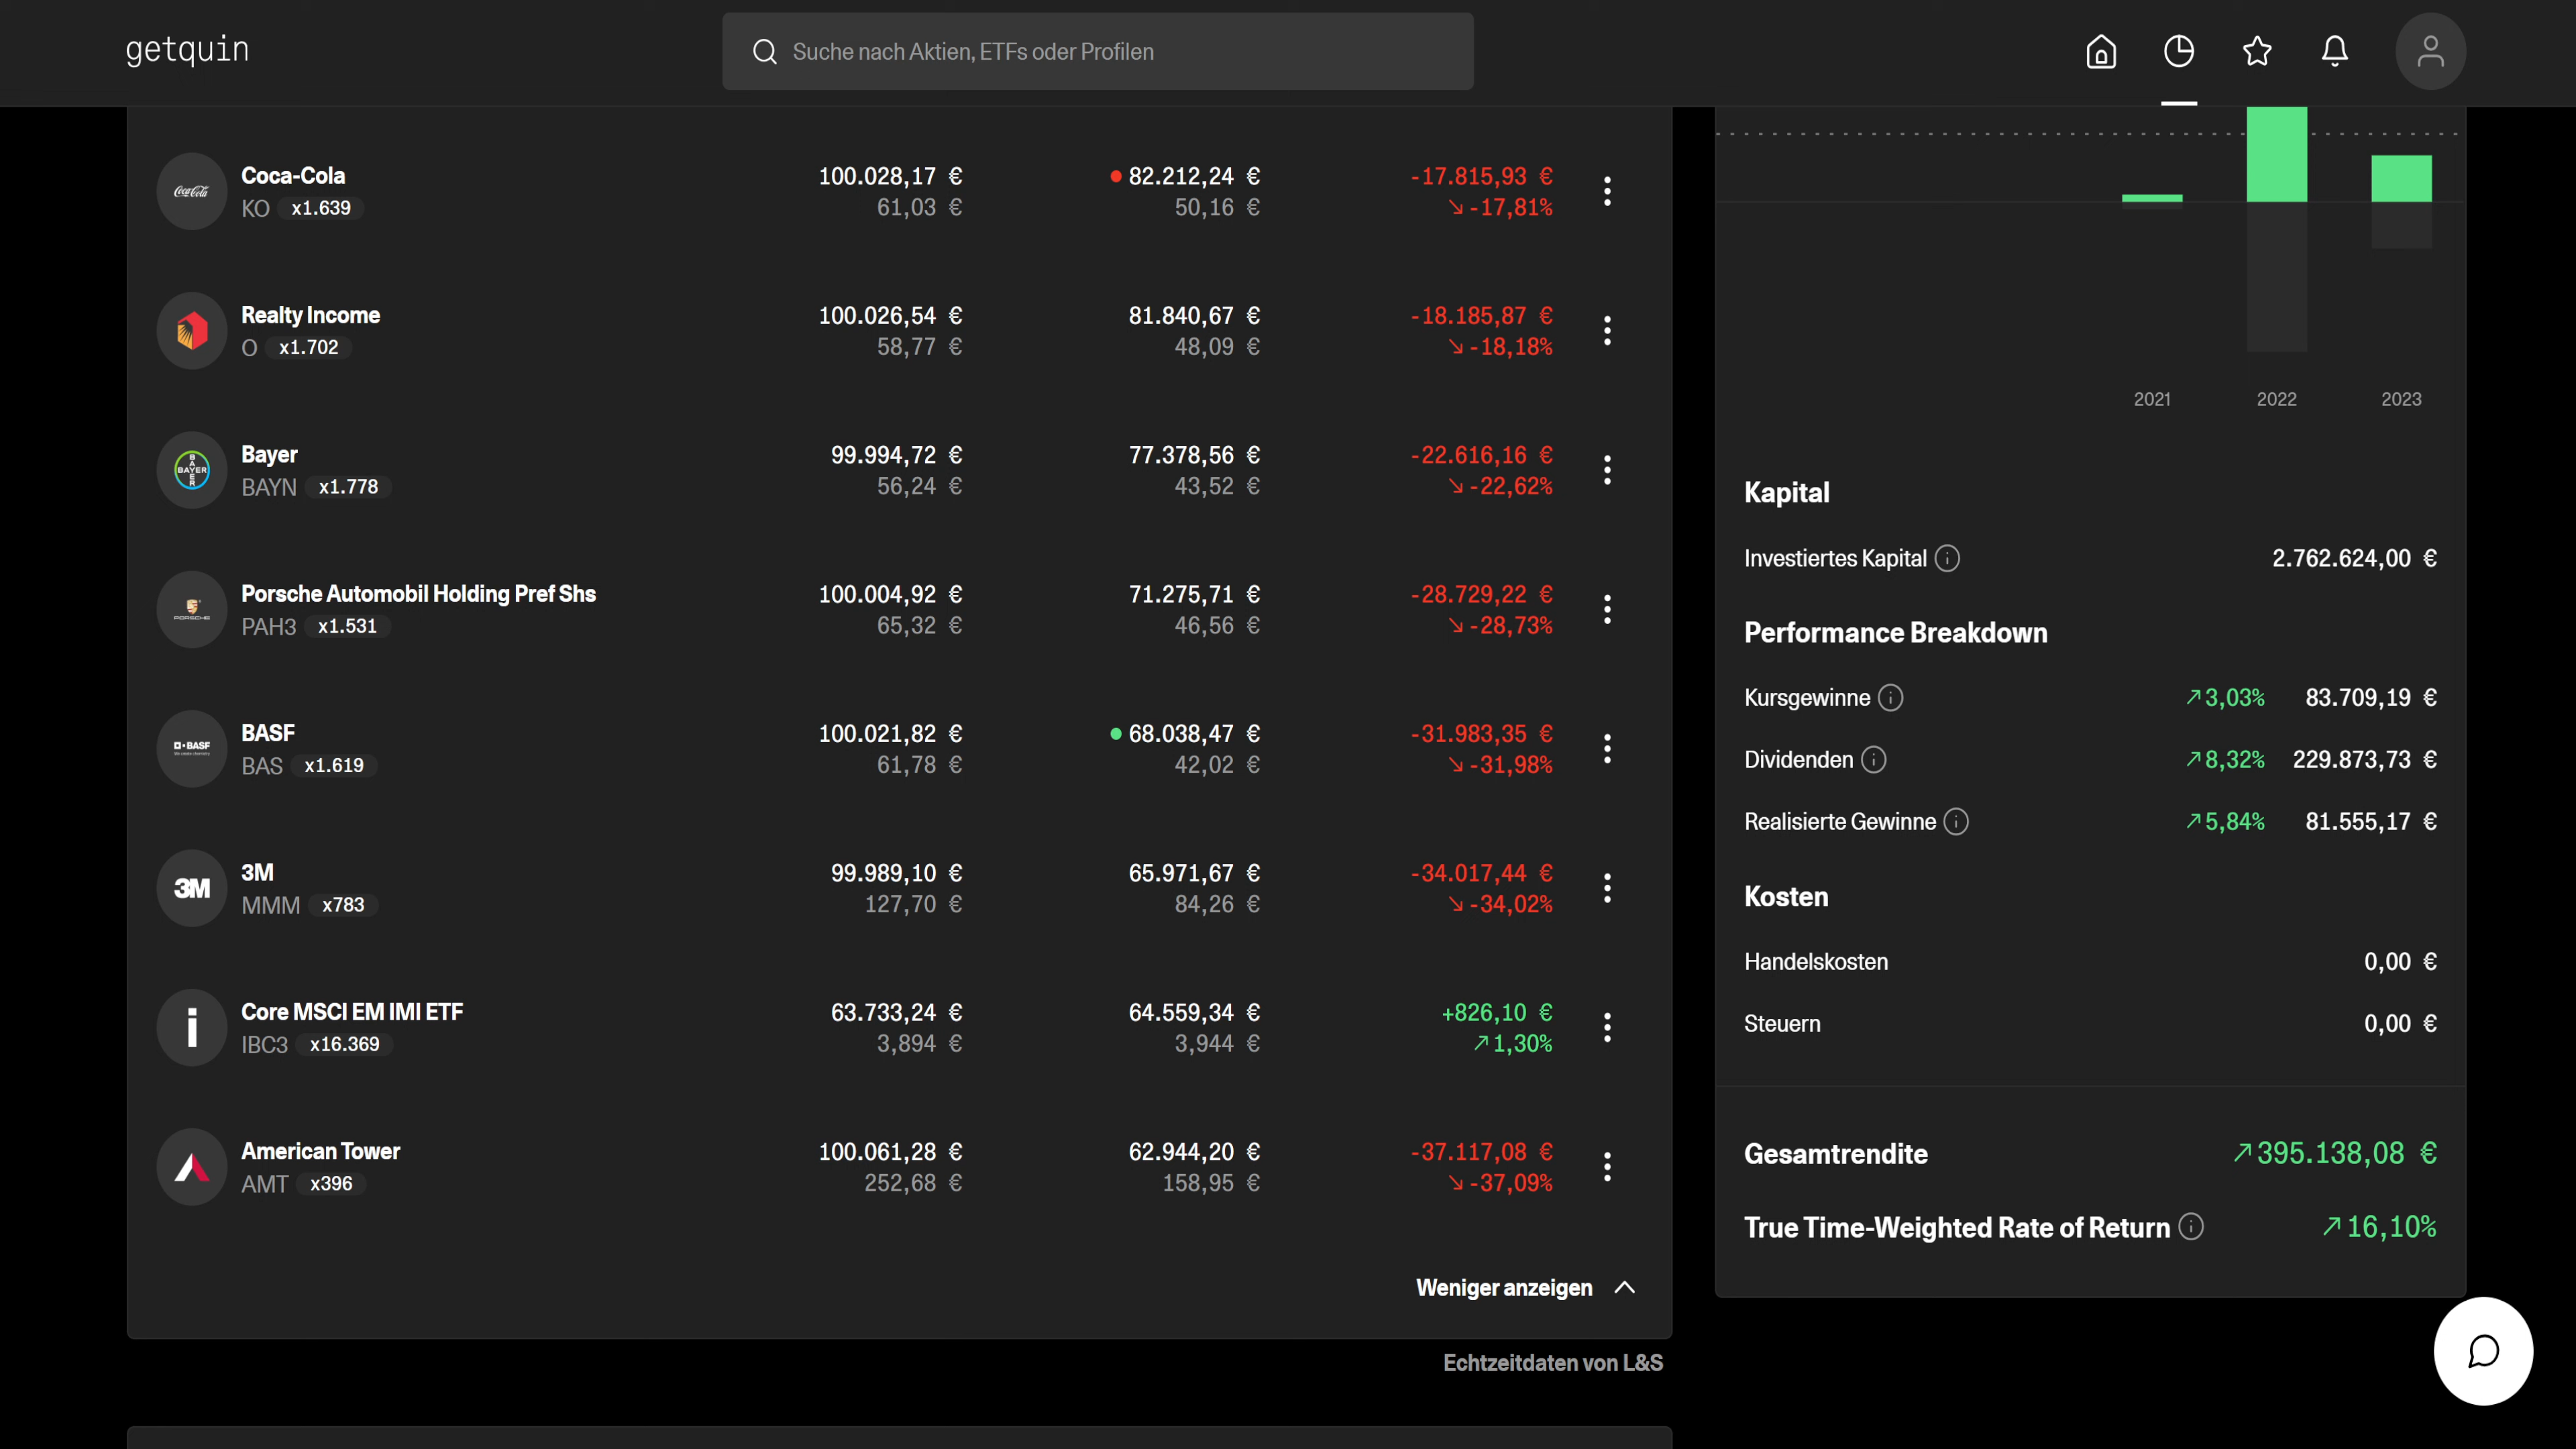 getquin
Suche nach Aktien, ETFs oder Profilen
Coca-Cola
Coca-Cola 100.028,17 € 82.212,24 € -17.815,93 €
KO x1.639 61,03 € 50,16 € ↘ -17,81%
Realty Income 100.026,54 € 81.840,67 € -18.185,87 €
O x1.702 58,77 € 48,09 € ↘ -18,18%
BAYER
BAYER
Bayer 99.994,72 € 77.378,56 € -22.616,16 €
BAYN x1.778 56,24 € 43,52 € ↘ -22,62%
PORSCHE
Porsche Automobil Holding Pref Shs 100.004,92 € 71.275,71 € -28.729,22 €
PAH3 x1.531 65,32 € 46,56 € ↘ -28,73%
BASF
BASF 100.021,82 € 68.038,47 € -31.983,35 €
BAS x1.619 61,78 € 42,02 € ↘ -31,98%
3M
3M 99.989,10 € 65.971,67 € -34.017,44 €
MMM x783 127,70 € 84,26 € ↘ -34,02%
i
Core MSCI EM IMI ETF 63.733,24 € 64.559,34 € +826,10 €
IBC3 x16.369 3,894 € 3,944 € ↗ 1,30%
American Tower 100.061,28 € 62.944,20 € -37.117,08 €
AMT x396 252,68 € 158,95 € ↘ -37,09%
Weniger anzeigen
Echtzeitdaten von L&S
2021 2022 2023
Kapital
Investiertes Kapital 2.762.624,00 €
Performance Breakdown
Kursgewinne ↗ 3,03% 83.709,19 €
Dividenden ↗ 8,32% 229.873,73 €
Realisierte Gewinne ↗ 5,84% 81.555,17 €
Kosten
Handelskosten 0,00 €
Steuern 0,00 €
Gesamtrendite ↗ 395.138,08 €
True Time-Weighted Rate of Return ↗ 16,10%